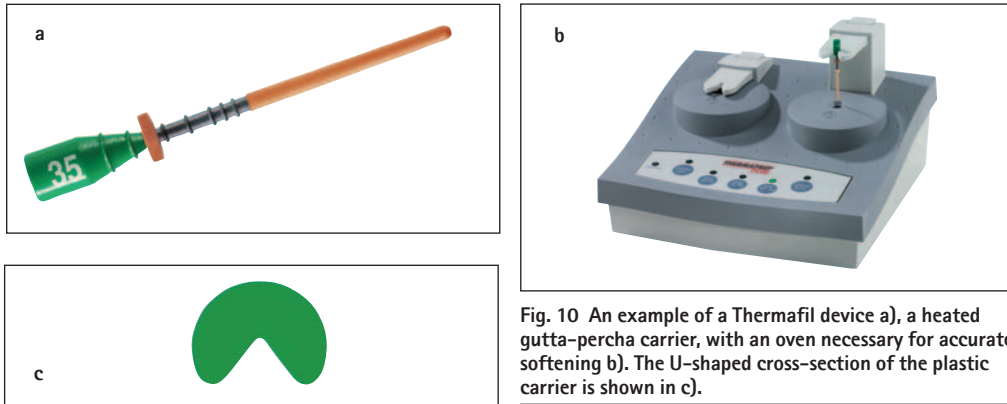 a
35
b
THERMAPREP
c
Fig. 10 An example of a Thermafil device a), a heated
gutta-percha carrier, with an oven necessary for accurate
softening b). The U-shaped cross-section of the plastic
carrier is shown in c).